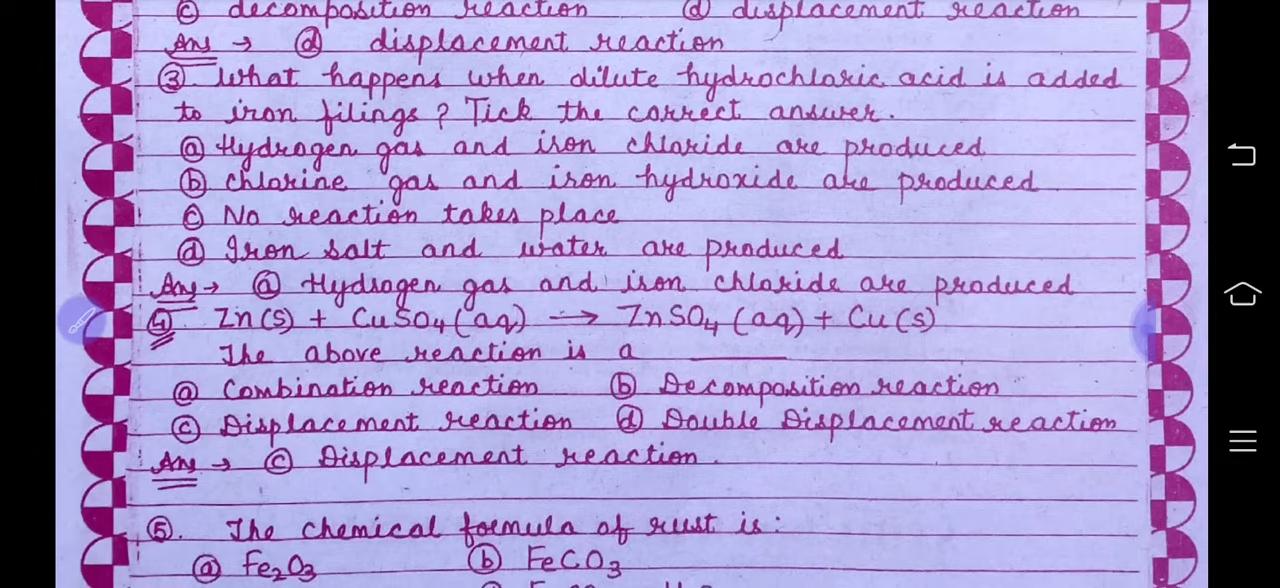 ⓒ decomposition reaction ⓓ displacement reaction
Ans → ⓓ displacement reaction
③ What happens when dilute hydrochloric acid is added
to iron filings? Tick the correct answer.
ⓐ Hydrogen gas and iron chloride are produced
ⓑ chlorine gas and iron hydroxide are produced
ⓒ No reaction takes place
ⓓ Iron salt and water are produced
Ans → ⓐ Hydrogen gas and iron chloride are produced
④ Zn(s) + CuSO₄(aq) → ZnSO₄(aq) + Cu(s)
The above reaction is a ______
ⓐ Combination reaction ⓑ Decomposition reaction
ⓒ Displacement reaction ⓓ Double Displacement reaction
Ans → ⓒ Displacement reaction.
⑤. The chemical formula of rust is:
ⓐ Fe₂O₃ ⓑ FeCO₃